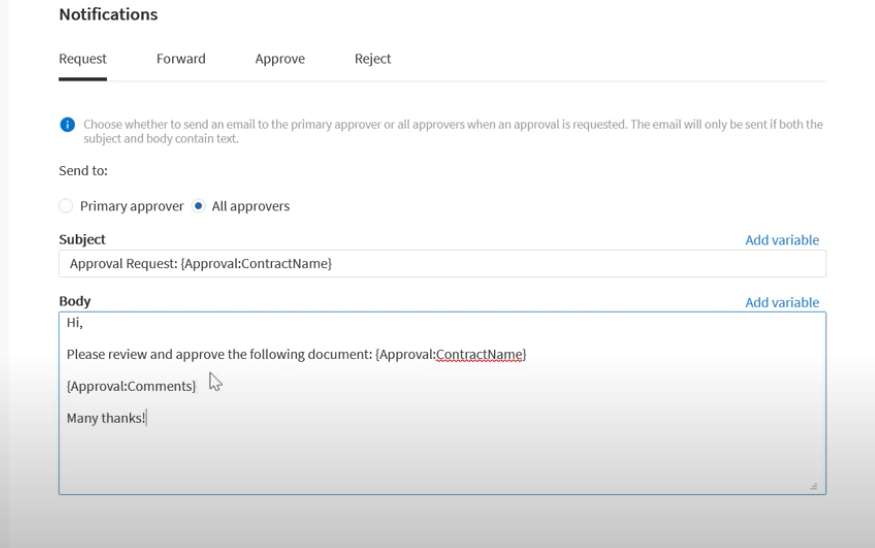 Notifications
Request Forward Approve Reject
Choose whether to send an email to the primary approver or all approvers when an approval is requested. The email will only be sent if both the
subject and body contain text.
Send to:
Primary approver All approvers
Subject Add variable
Approval Request: {Approval:ContractName}
Body Add variable
Hi,
Please review and approve the following document: {Approval:ContractName}
{Approval:Comments}
Many thanks!